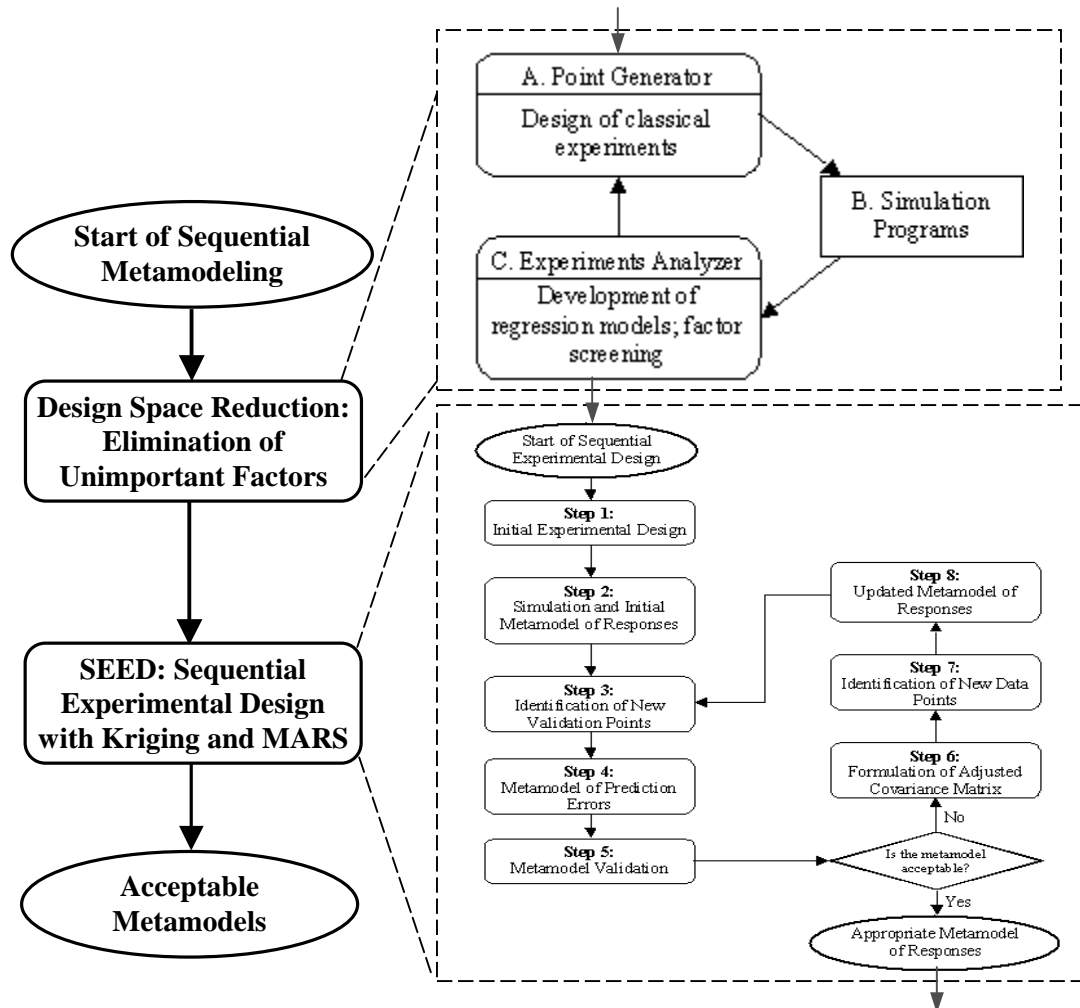 Start of Sequential
Metamodeling
Design Space Reduction:
Elimination of
Unimportant Factors
SEED: Sequential
Experimental Design
with Kriging and MARS
Acceptable
Metamodels
A. Point Generator
Design of classical
experiments
B. Simulation
Programs
C. Experiments Analyzer
Development of
regression models; factor
screening
Start of Sequential
Experimental Design
Step 1:
Initial Experimental Design
Step 2:
Simulation and Initial
Metamodel of Responses
Step 3:
Identification of New
Validation Points
Step 4:
Metamodel of Prediction
Errors
Step 5:
Metamodel Validation
Is the metamodel
acceptable?
No
Step 6:
Formulation of Adjusted
Covariance Matrix
Step 7:
Identification of New Data
Points
Step 8:
Updated Metamodel of
Responses
Yes
Appropriate Metamodel
of Responses